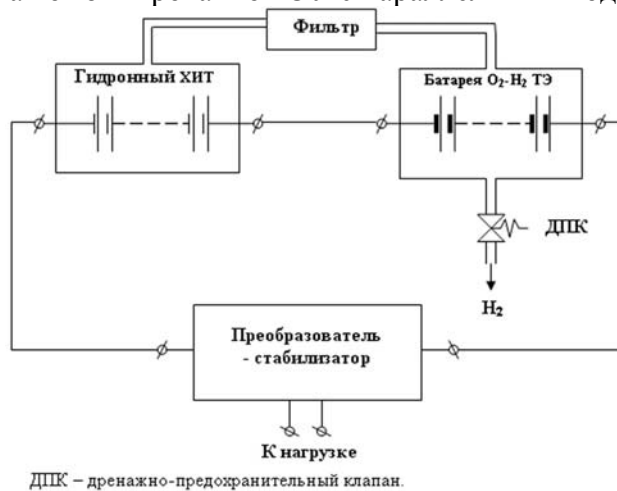 Фильтр
Гидронный ХИТ
Батарея O₂-H₂ ТЭ
ДПК
H₂
Преобразователь
- стабилизатор
К нагрузке
ДПК – дренажно-предохранительный клапан.